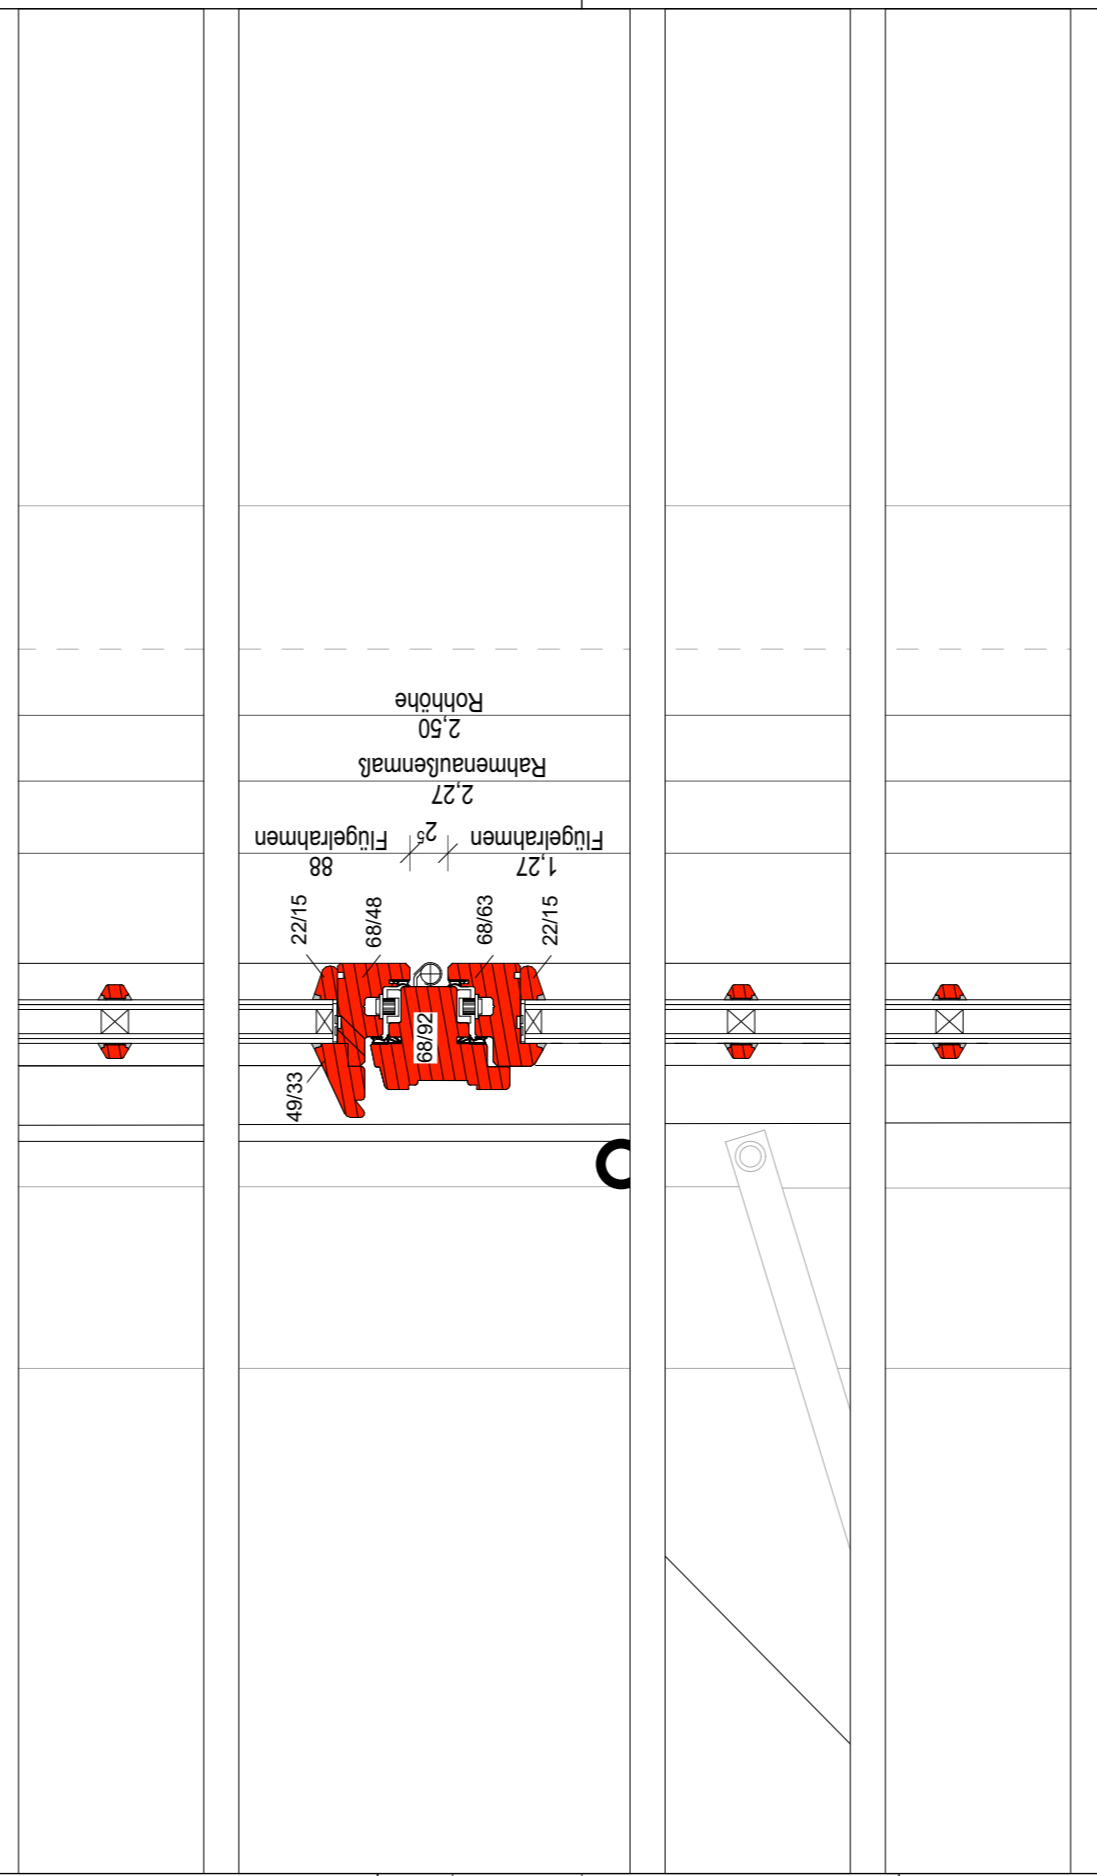 Rohhöhe
2,50
Rahmenaußenmaß
2,27
Flügelrahmen
88
2⁵
Flügelrahmen
1,27
22/15
68/48
68/63
22/15
68/92
49/33